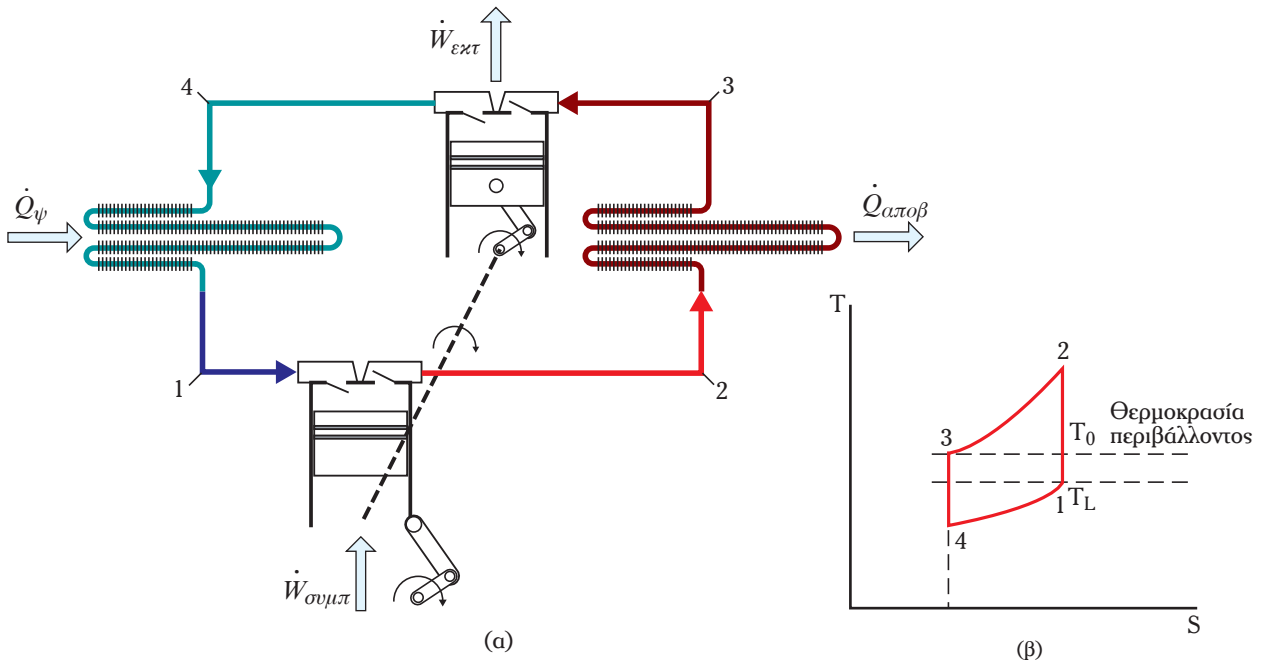 Ẇεκτ
4
3
Q̇ψ
Q̇αποβ
1
2
Ẇσυμπ
(α)
T
2
3
T0
Θερμοκρασία
περιβάλλοντος
1
TL
4
S
(β)